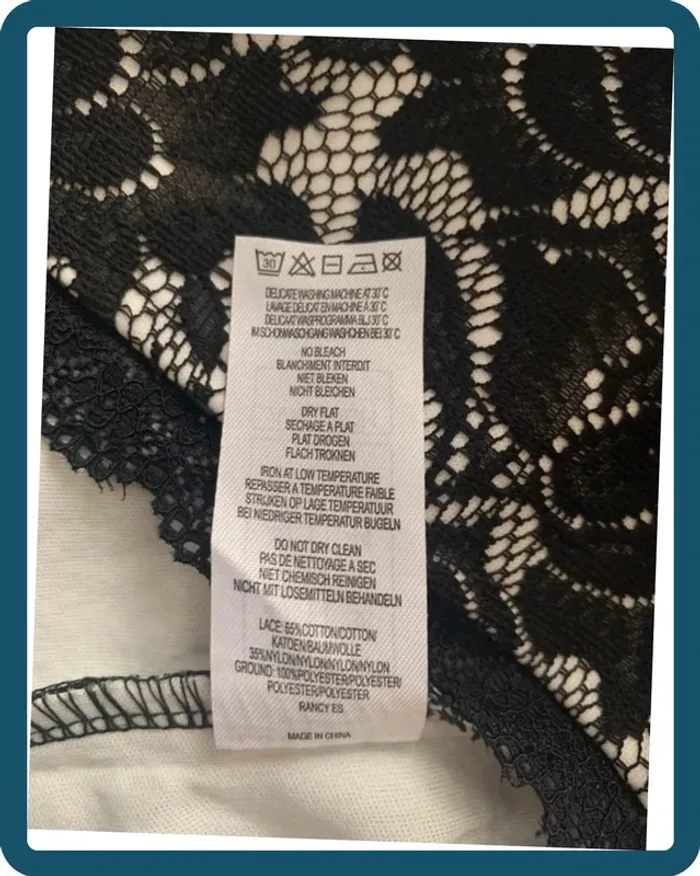 30
DELICATE WASHING MACHINE AT 30°C
LAVAGE DÉLICAT EN MACHINE À 30°C
DELICAAT WASPROGRAMMA BIJ 30°C
IM SCHONWASCHGANG WASHCHEN BEI 30°C
NO BLEACH
BLANCHIMENT INTERDIT
NIET BLEKEN
NICHT BLEICHEN
DRY FLAT
SECHAGE A PLAT
PLAT DROGEN
FLACH TROKNEN
IRON AT LOW TEMPERATURE
REPASSER A TEMPERATURE FAIBLE
STRIJKEN OP LAGE TEMPERATUUR
BEI NIEDRIGER TEMPERATUR BUGELN
DO NOT DRY CLEAN
PAS DE NETTOYAGE A SEC
NIET CHEMISCH REINIGEN
NICHT MIT LOSEMITTELN BEHANDELN
LACE: 65%COTTON/COTTON/
KATOEN/BAUMWOLLE
35%NYLON/NYLON/NYLON/NYLON
GROUND: 100%POLYESTER/POLYESTER/
POLYESTER/POLYESTER
RANCY ES
MADE IN CHINA